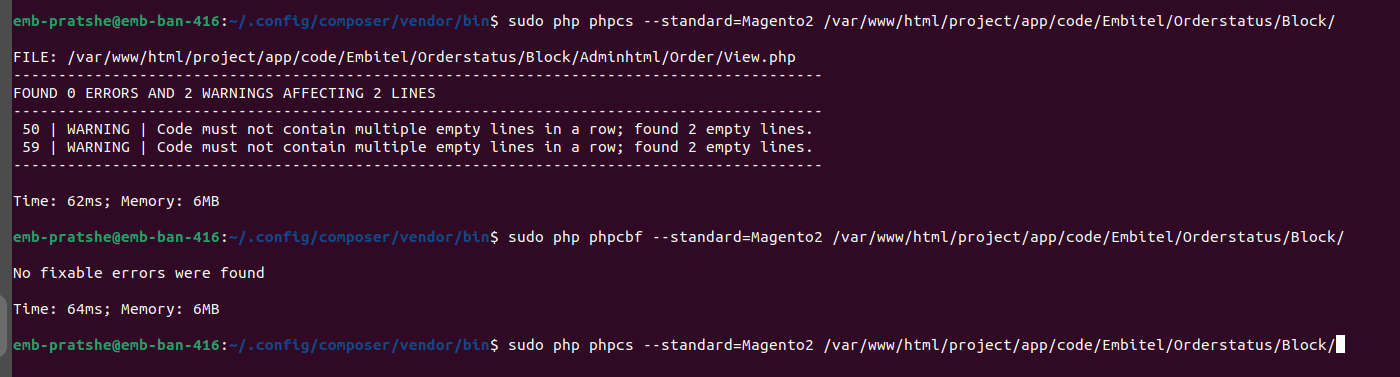 emb-pratshe@emb-ban-416:~/.config/composer/vendor/bin$ sudo php phpcs --standard=Magento2 /var/www/html/project/app/code/Embitel/Orderstatus/Block/
FILE: /var/www/html/project/app/code/Embitel/Orderstatus/Block/Adminhtml/Order/View.php
------------------------------------------------------------------------------------------
FOUND 0 ERRORS AND 2 WARNINGS AFFECTING 2 LINES
------------------------------------------------------------------------------------------
50 | WARNING | Code must not contain multiple empty lines in a row; found 2 empty lines.
59 | WARNING | Code must not contain multiple empty lines in a row; found 2 empty lines.
------------------------------------------------------------------------------------------
Time: 62ms; Memory: 6MB
emb-pratshe@emb-ban-416:~/.config/composer/vendor/bin$ sudo php phpcbf --standard=Magento2 /var/www/html/project/app/code/Embitel/Orderstatus/Block/
No fixable errors were found
Time: 64ms; Memory: 6MB
emb-pratshe@emb-ban-416:~/.config/composer/vendor/bin$ sudo php phpcs --standard=Magento2 /var/www/html/project/app/code/Embitel/Orderstatus/Block/